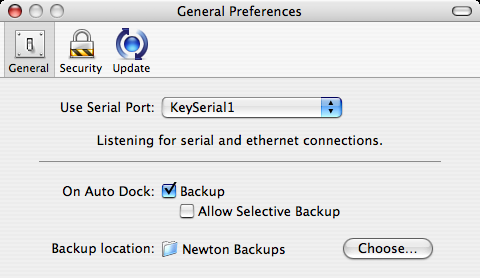 General Preferences
General Security Update
Use Serial Port: KeySerial1
Listening for serial and ethernet connections.
On Auto Dock: Backup
Allow Selective Backup
Backup location: Newton Backups Choose...